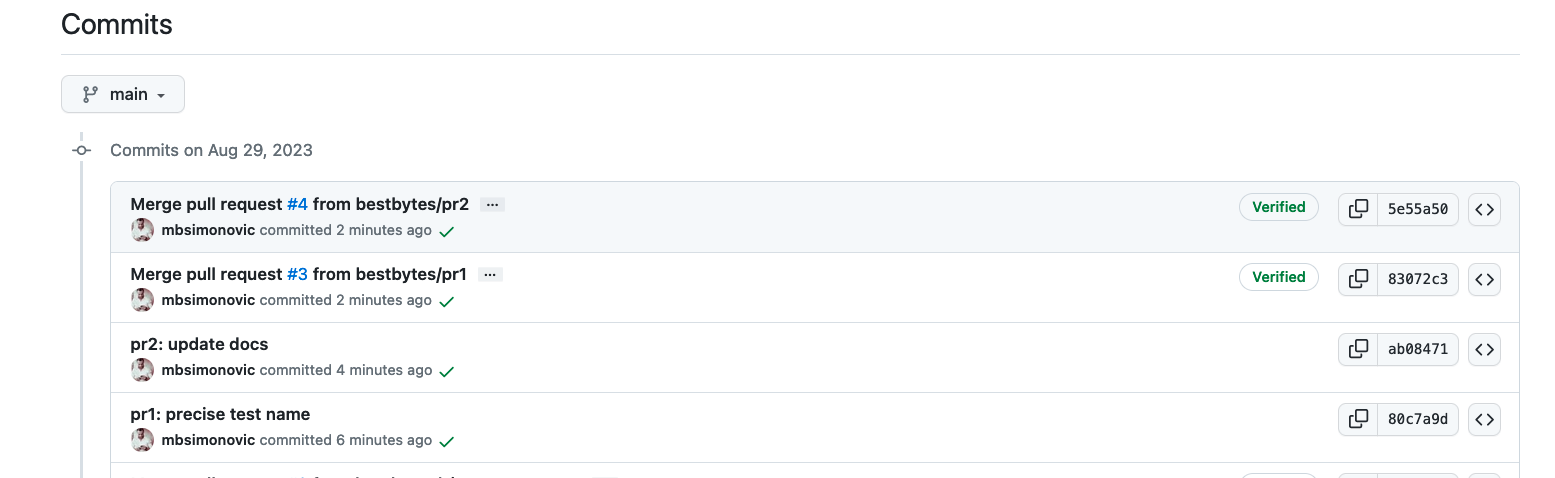 Commits
main
Commits on Aug 29, 2023
Merge pull request #4 from bestbytes/pr2 ...
mbsimonovic committed 2 minutes ago
Verified
5e55a50
Merge pull request #3 from bestbytes/pr1 ...
mbsimonovic committed 2 minutes ago
Verified
83072c3
pr2: update docs
mbsimonovic committed 4 minutes ago
ab08471
pr1: precise test name
mbsimonovic committed 6 minutes ago
80c7a9d